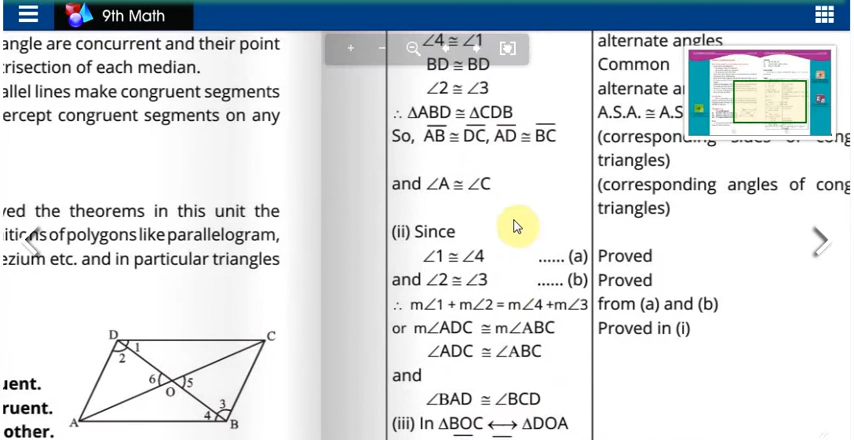 9th Math
angle are concurrent and their point
trisection of each median.
allel lines make congruent segments
ercept congruent segments on any
ved the theorems in this unit the
itions of polygons like parallelogram,
ezium etc. and in particular triangles
D
1
2
C
6
5
O
3
4
A
B
uent.
ruent.
other.
∠4 ≅ ∠1
BD ≅ BD
∠2 ≅ ∠3
∴ ΔABD ≅ ΔCDB
So, AB ≅ DC, AD ≅ BC
and ∠A ≅ ∠C
(ii) Since
∠1 ≅ ∠4 ...... (a)
and ∠2 ≅ ∠3 ...... (b)
∴ m∠1 + m∠2 = m∠4 +m∠3
or m∠ADC ≅ m∠ABC
∠ADC ≅ ∠ABC
and
∠BAD ≅ ∠BCD
(iii) In ΔBOC ⟷ ΔDOA
alternate angles
Common
alternate a
A.S.A. ≅ A.S
(corresponding sides of cong
triangles)
(corresponding angles of cong
triangles)
Proved
Proved
from (a) and (b)
Proved in (i)